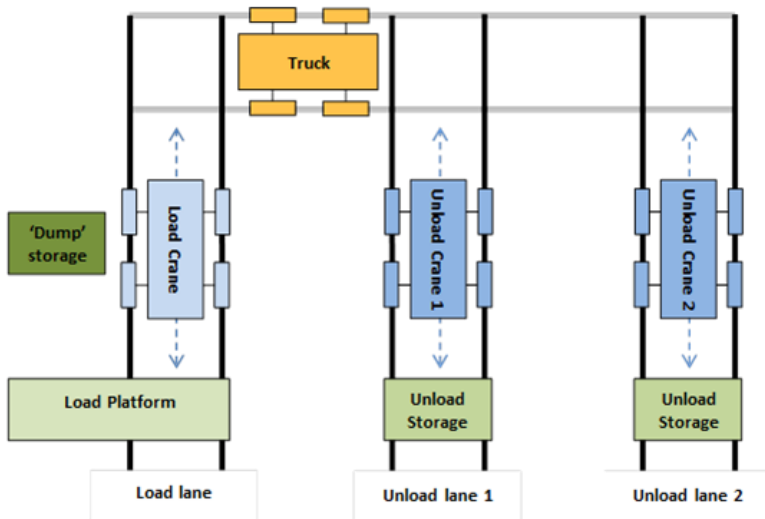 Truck
'Dump'
storage
Load Crane
Unload Crane 1
Unload Crane 2
Load Platform
Unload
Storage
Unload
Storage
Load lane
Unload lane 1
Unload lane 2